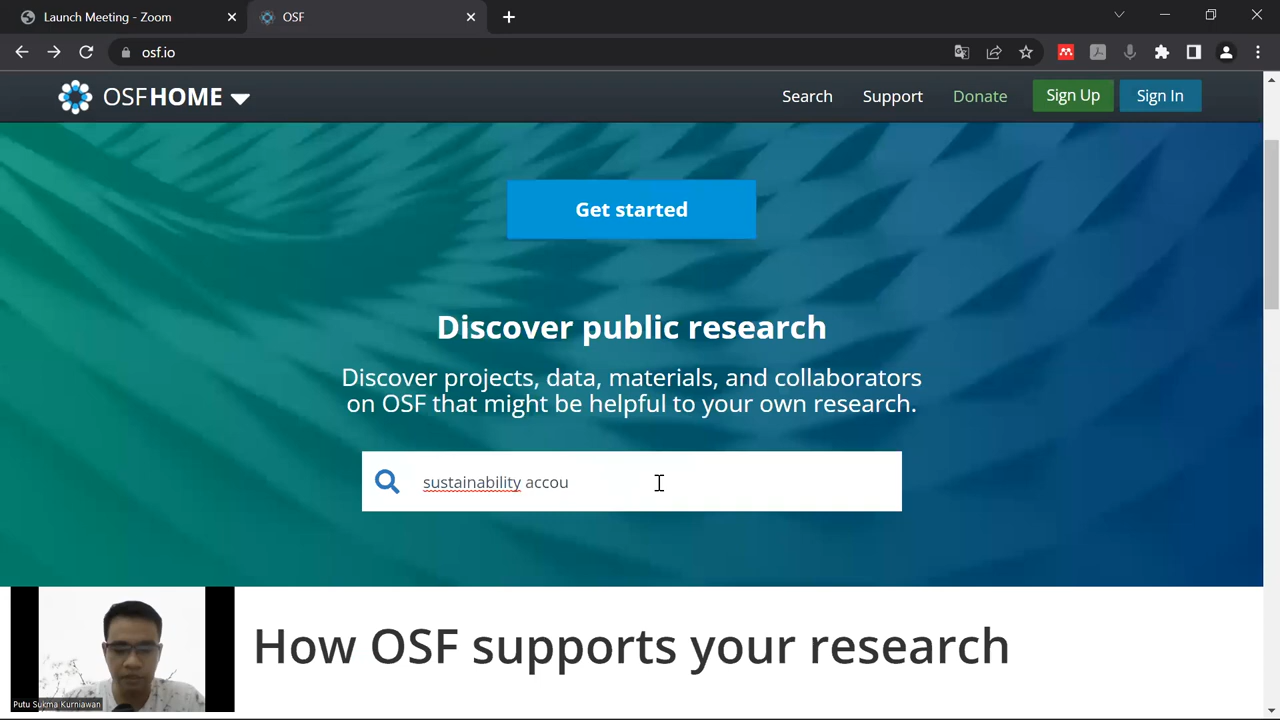 Launch Meeting - Zoom
OSF
osf.io
OSFHOME
Search
Support
Donate
Sign Up
Sign In
Get started
Discover public research
Discover projects, data, materials, and collaborators
on OSF that might be helpful to your own research.
sustainability accou
How OSF supports your research
Putu Sukma Kurniawan